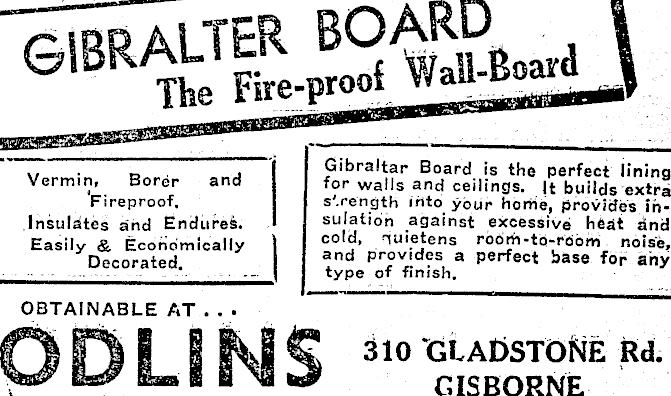 GIBRALTER BOARD
The Fire-proof Wall-Board
Vermin, Borer and
Fireproof.
Insulates and Endures.
Easily & Economically
Decorated.
Gibraltar Board is the perfect lining
for walls and ceilings. It builds extra
strength into your home, provides in-
sulation against excessive heat and
cold, quietens room-to-room noise,
and provides a perfect base for any
type of finish.
OBTAINABLE AT...
ODLINS
310 GLADSTONE Rd.
GISBORNE